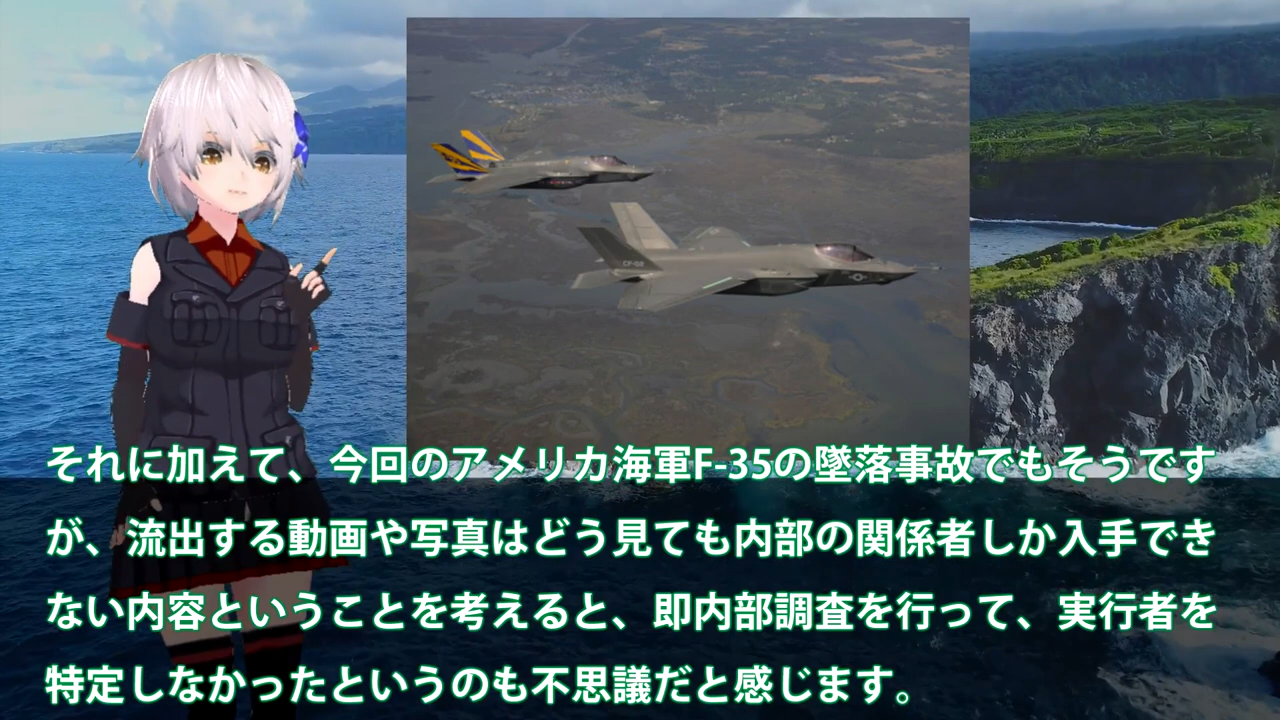 それに加えて、今回のアメリカ海軍F-35の墜落事故でもそうです
が、流出する動画や写真はどう見ても内部の関係者しか入手でき
ない内容ということを考えると、即内部調査を行って、実行者を
特定しなかったというのも不思議だと感じます。